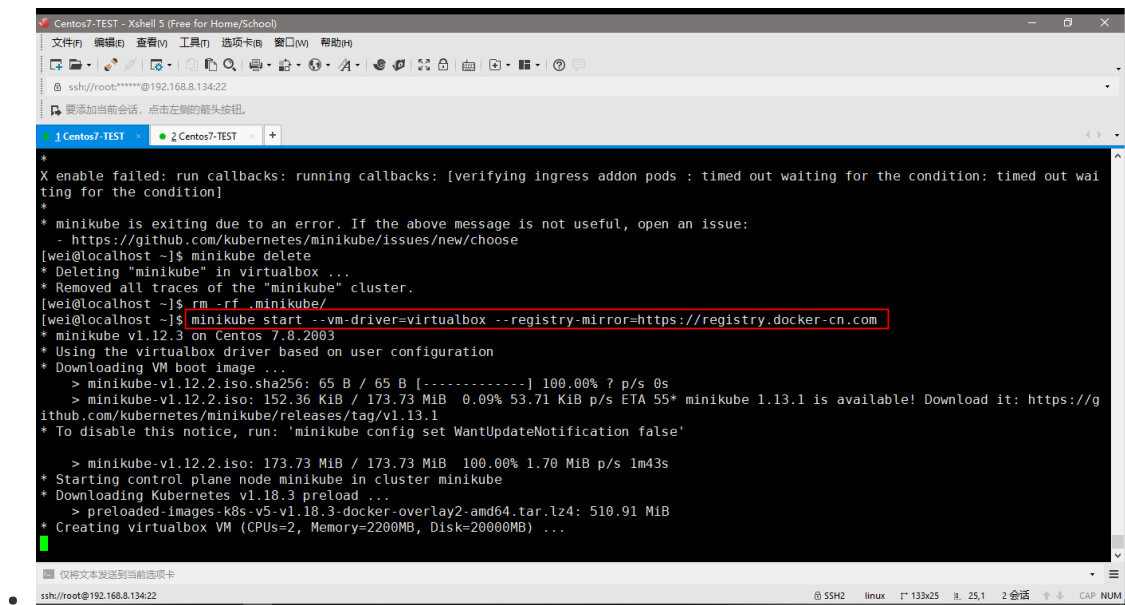 Centos7-TEST - Xshell 5 (Free for Home/School)
文件(F) 编辑(E) 查看(V) 工具(T) 选项卡(B) 窗口(W) 帮助(H)
ssh://root:******@192.168.8.134:22
要添加当前会话，点击左侧的箭头按钮。
1 Centos7-TEST × 2 Centos7-TEST × +
*
X enable failed: run callbacks: running callbacks: [verifying ingress addon pods : timed out waiting for the condition: timed out wai
ting for the condition]
*
* minikube is exiting due to an error. If the above message is not useful, open an issue:
- https://github.com/kubernetes/minikube/issues/new/choose
[wei@localhost ~]$ minikube delete
* Deleting "minikube" in virtualbox ...
* Removed all traces of the "minikube" cluster.
[wei@localhost ~]$ rm -rf .minikube/
[wei@localhost ~]$ minikube start --vm-driver=virtualbox --registry-mirror=https://registry.docker-cn.com
* minikube v1.12.3 on Centos 7.8.2003
* Using the virtualbox driver based on user configuration
* Downloading VM boot image ...
> minikube-v1.12.2.iso.sha256: 65 B / 65 B [-------------] 100.00% ? p/s 0s
> minikube-v1.12.2.iso: 152.36 KiB / 173.73 MiB 0.09% 53.71 KiB p/s ETA 55* minikube 1.13.1 is available! Download it: https://g
ithub.com/kubernetes/minikube/releases/tag/v1.13.1
* To disable this notice, run: 'minikube config set WantUpdateNotification false'
> minikube-v1.12.2.iso: 173.73 MiB / 173.73 MiB 100.00% 1.70 MiB p/s 1m43s
* Starting control plane node minikube in cluster minikube
* Downloading Kubernetes v1.18.3 preload ...
> preloaded-images-k8s-v5-v1.18.3-docker-overlay2-amd64.tar.lz4: 510.91 MiB
* Creating virtualbox VM (CPUs=2, Memory=2200MB, Disk=20000MB) ...
仅将文本发送到当前选项卡
ssh://root@192.168.8.134:22 SSH2 linux 133x25 25,1 2 会话 CAP NUM